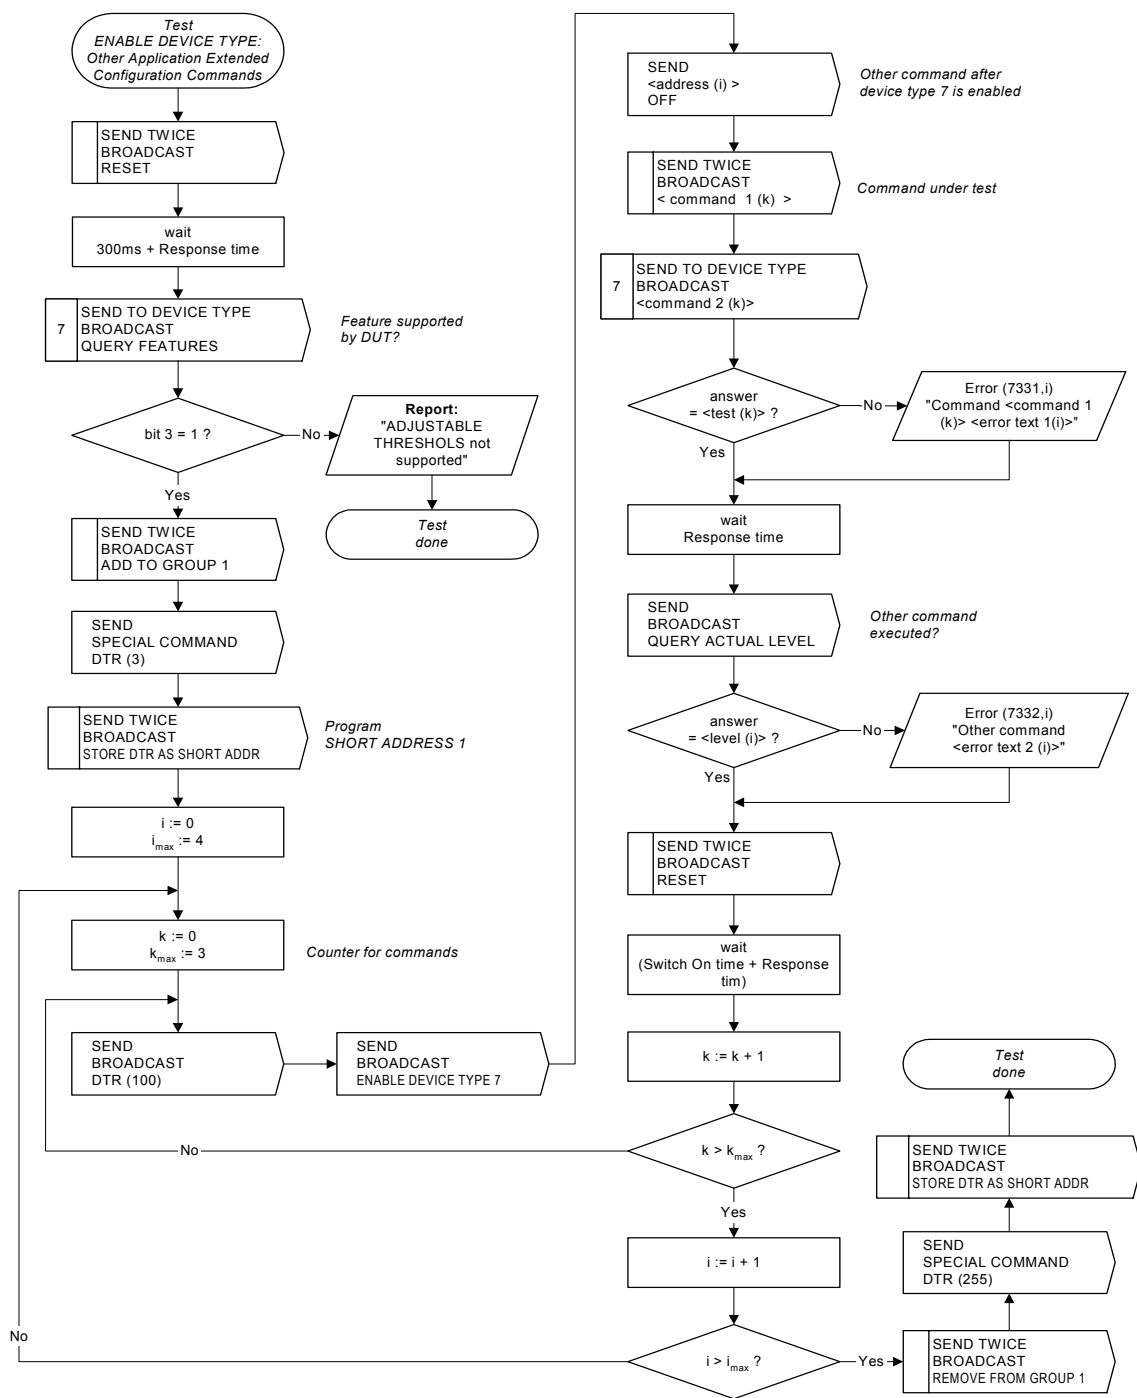 Test
ENABLE DEVICE TYPE:
Other Application Extended
Configuration Commands
SEND TWICE
BROADCAST
RESET
wait
300ms + Response time
7
SEND TO DEVICE TYPE
BROADCAST
QUERY FEATURES
Feature supported
by DUT?
bit 3 = 1 ?
No
Report:
"ADJUSTABLE
THRESHOLS not
supported"
Test
done
Yes
SEND TWICE
BROADCAST
ADD TO GROUP 1
SEND
SPECIAL COMMAND
DTR (3)
SEND TWICE
BROADCAST
STORE DTR AS SHORT ADDR
Program
SHORT ADDRESS 1
i := 0
imax := 4
k := 0
kmax := 3
Counter for commands
SEND
BROADCAST
DTR (100)
SEND
BROADCAST
ENABLE DEVICE TYPE 7
SEND
<address (i) >
OFF
Other command after
device type 7 is enabled
SEND TWICE
BROADCAST
< command 1 (k) >
Command under test
7
SEND TO DEVICE TYPE
BROADCAST
<command 2 (k)>
answer
= <test (k)> ?
No
Error (7331,i)
"Command <command 1
(k)> <error text 1(i)>"
Yes
wait
Response time
SEND
BROADCAST
QUERY ACTUAL LEVEL
Other command
executed?
answer
= <level (i)> ?
No
Error (7332,i)
"Other command
<error text 2 (i)>"
Yes
SEND TWICE
BROADCAST
RESET
wait
(Switch On time + Response
tim)
k := k + 1
k > kmax ?
No
Yes
i := i + 1
i > imax ?
No
Yes
SEND TWICE
BROADCAST
REMOVE FROM GROUP 1
SEND
SPECIAL COMMAND
DTR (255)
SEND TWICE
BROADCAST
STORE DTR AS SHORT ADDR
Test
done